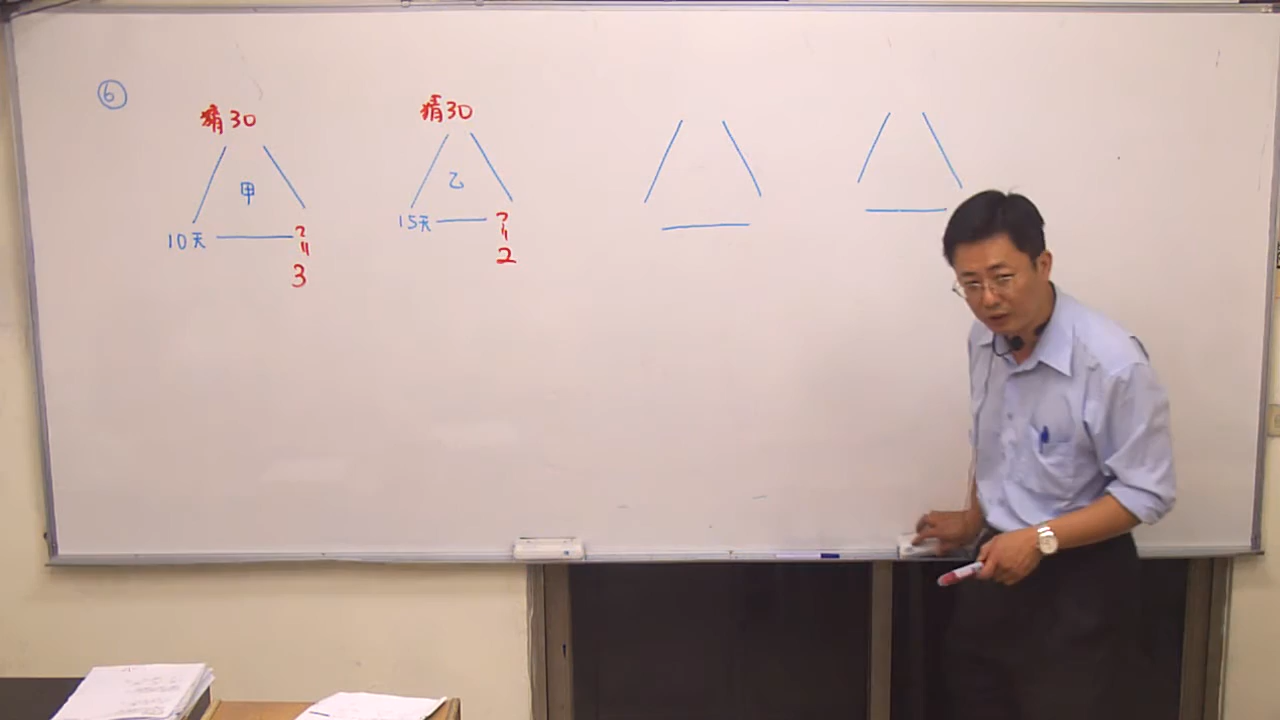 ⑥
猜30
甲
10天
?
=
3
猜30
乙
15天
?
=
2